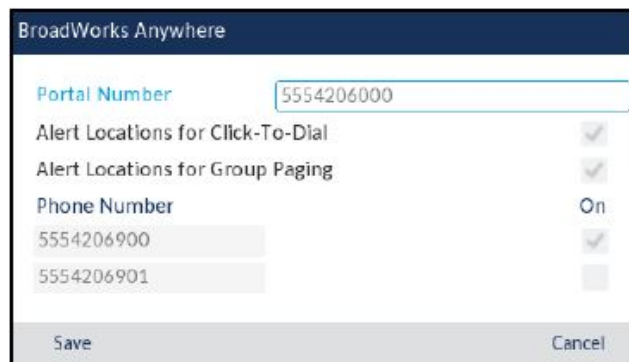 BroadWorks Anywhere
Portal Number 5554206000
Alert Locations for Click-To-Dial
Alert Locations for Group Paging
Phone Number On
5554206900
5554206901
Save Cancel